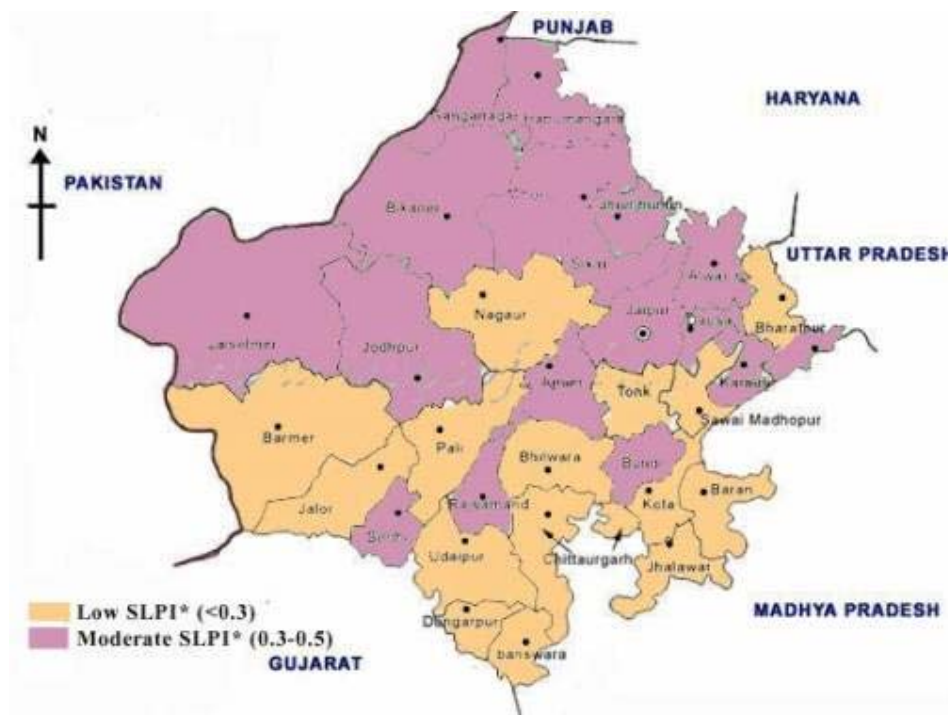 PUNJAB
HARYANA
N
PAKISTAN
Bikaner
UTTAR PRADESH
Alwar
Nagaur
Jaipur
Bharatpur
Jaiselmer
Jodhpur
Tonk
Sawai Madhopur
Barmer
Pali
Bhilwara
Bundi
Baran
Jalor
Rajsamand
Kota
Sirohi
Udaipur
Chittaurgarh
Jhalawar
Low SLPI* (<0.3)
MADHYA PRADESH
Dungarpur
Moderate SLPI* (0.3-0.5)
GUJARAT
banswara